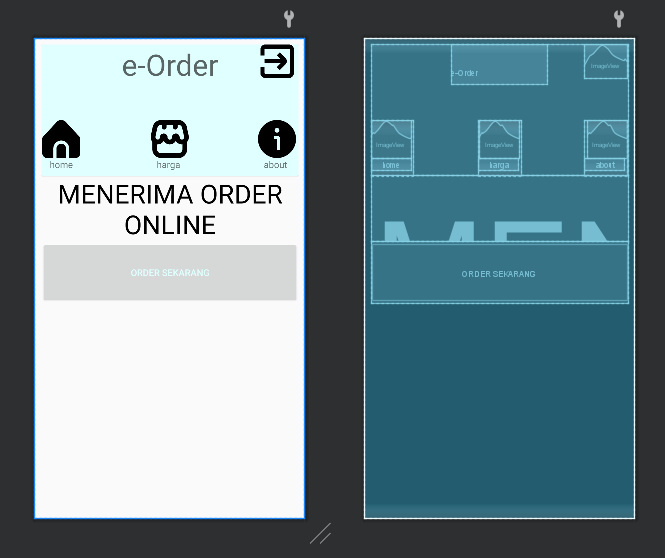 e-Order
home harga about
MENERIMA ORDER
ONLINE
ORDER SEKARANG
e-Order
ImageView
ImageView ImageView ImageView
home harga about
MEN
ORDER SEKARANG